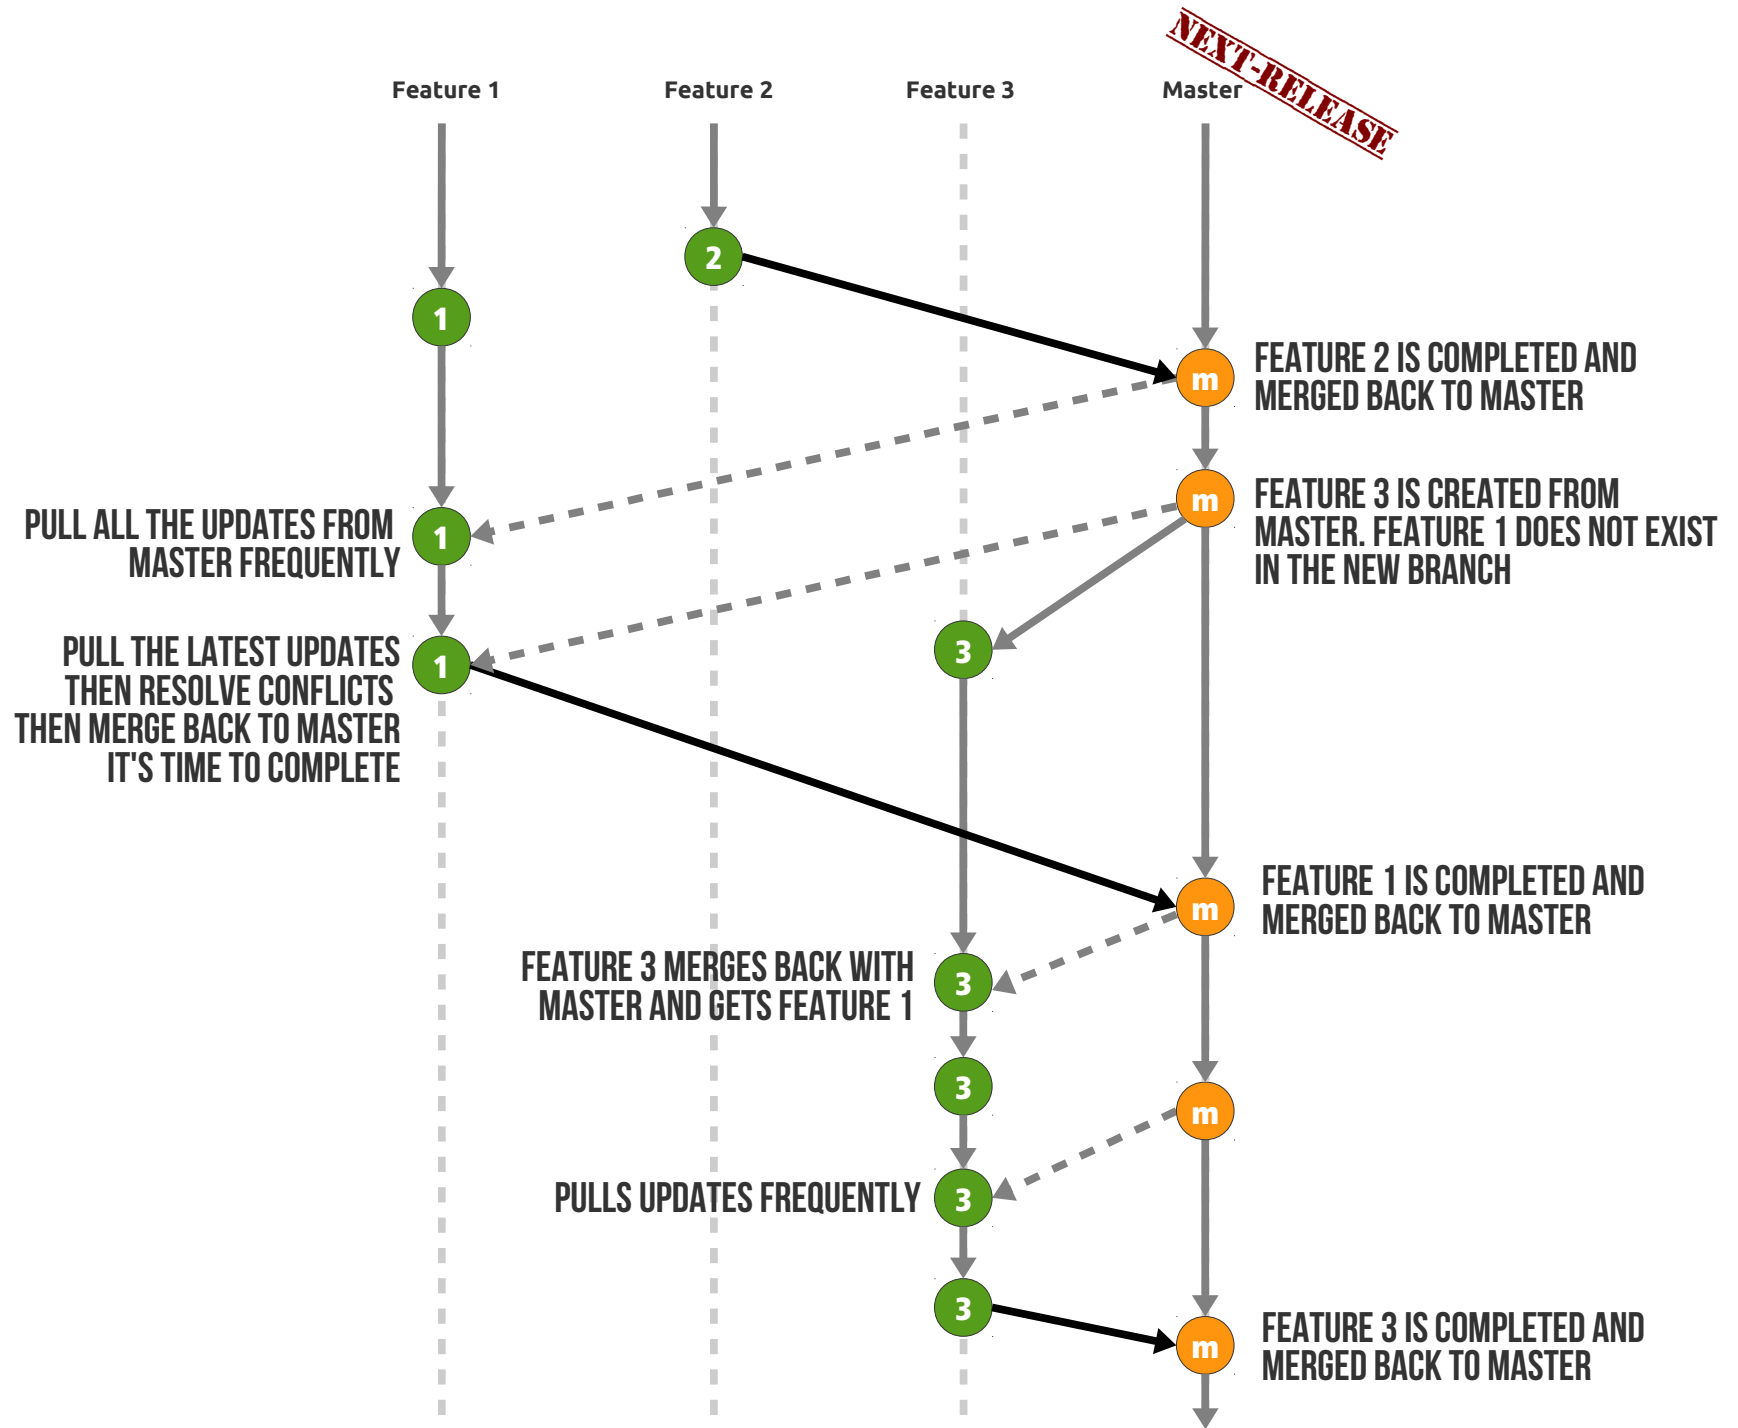 NEXT-RELEASE
Feature 1
Feature 2
Feature 3
Master
2
1
m
FEATURE 2 IS COMPLETED AND
MERGED BACK TO MASTER
m
FEATURE 3 IS CREATED FROM
MASTER. FEATURE 1 DOES NOT EXIST
IN THE NEW BRANCH
PULL ALL THE UPDATES FROM
MASTER FREQUENTLY
1
3
PULL THE LATEST UPDATES
THEN RESOLVE CONFLICTS
THEN MERGE BACK TO MASTER
IT'S TIME TO COMPLETE
1
m
FEATURE 1 IS COMPLETED AND
MERGED BACK TO MASTER
FEATURE 3 MERGES BACK WITH
MASTER AND GETS FEATURE 1
3
3
m
PULLS UPDATES FREQUENTLY
3
3
m
FEATURE 3 IS COMPLETED AND
MERGED BACK TO MASTER